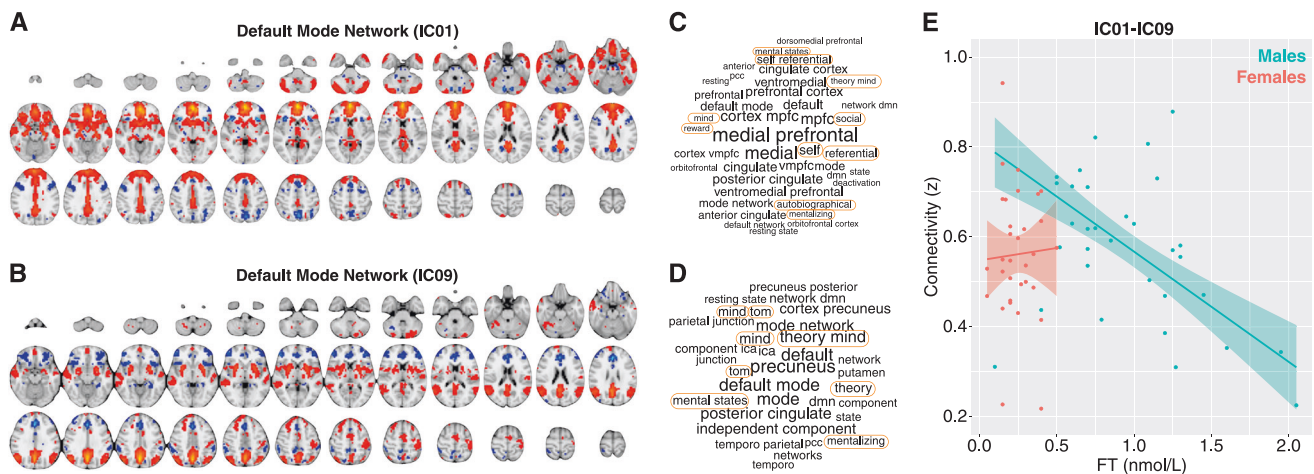 A
Default Mode Network (IC01)
B
Default Mode Network (IC09)
C
dorsomedial prefrontal
mental states
self referential
anterior cingulate cortex
resting pcc ventromedial theory mind
prefrontal prefrontal cortex
default mode default network dmn
mind cortex mpfc mpfc social
reward
medial prefrontal
cortex vmpfc medial self referential
orbitofrontal cingulate vmpfc mode
posterior cingulate dmn state
deactivation
ventromedial prefrontal
mode network autobiographical
anterior cingulate mentalizing
default network orbitofrontal cortex
resting state
D
precuneus posterior
resting state network dmn
mind tom cortex precuneus
parietal junction mode network
mind theory mind
component ica ica default
junction precuneus network
tom putamen
default mode theory
mental states mode dmn component
posterior cingulate state
independent component
temporo parietal pcc mentalizing
networks
temporo
E
IC01-IC09
Males
Females
Connectivity (z)
1.0
0.8
0.6
0.4
0.2
0.0 0.5 1.0 1.5 2.0
FT (nmol/L)